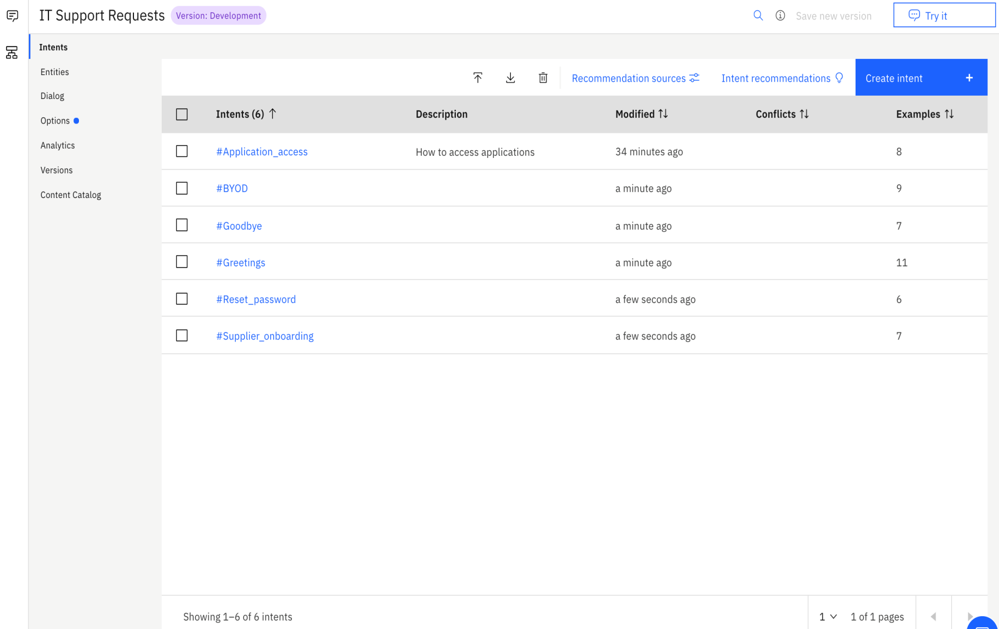 IT Support Requests Version: Development Save new version Try it
Intents
Entities
Dialog
Options
Analytics
Versions
Content Catalog
Recommendation sources Intent recommendations Create intent +
Intents (6) Description Modified Conflicts Examples
#Application_access How to access applications 34 minutes ago 8
#BYOD a minute ago 9
#Goodbye a minute ago 7
#Greetings a minute ago 11
#Reset_password a few seconds ago 6
#Supplier_onboarding a few seconds ago 7
Showing 1–6 of 6 intents 1 1 of 1 pages